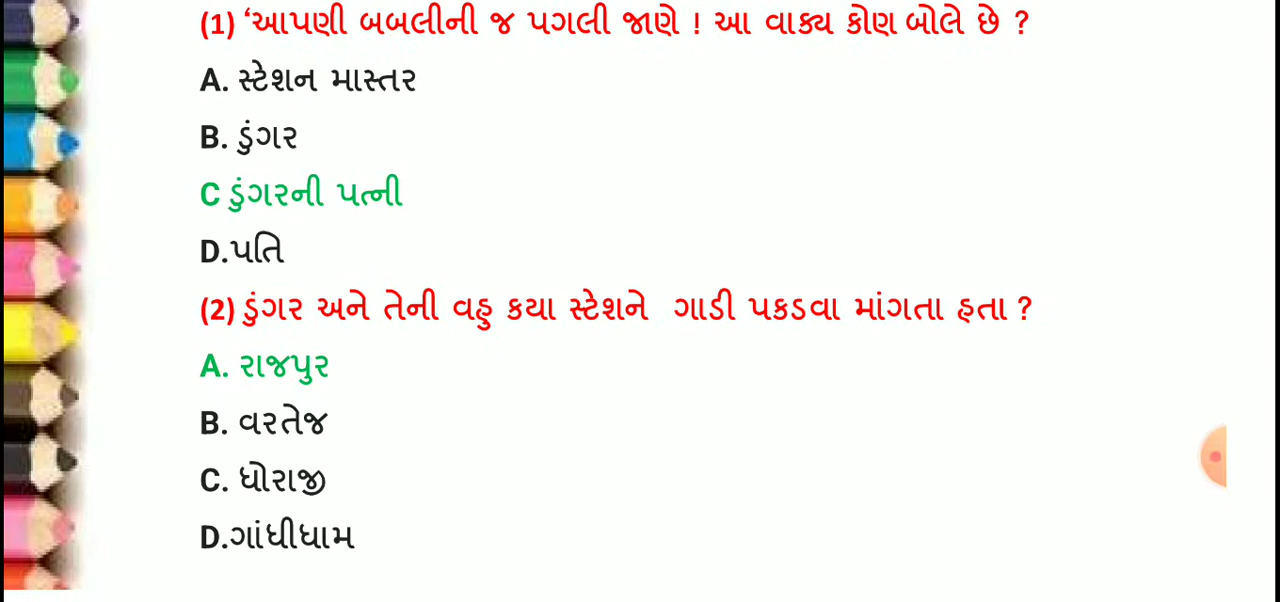 (1) ‘આપણી બબલીની જ પગલી જાણે ! આ વાક્ય કોણ બોલે છે ?
A. સ્ટેશન માસ્તર
B. ડુંગર
C ડુંગરની પત્ની
D.પતિ
(2) ડુંગર અને તેની વહુ કયા સ્ટેશને ગાડી પકડવા માંગતા હતા ?
A. રાજપુર
B. વરતેજ
C. ધોરાજી
D.ગાંધીધામ